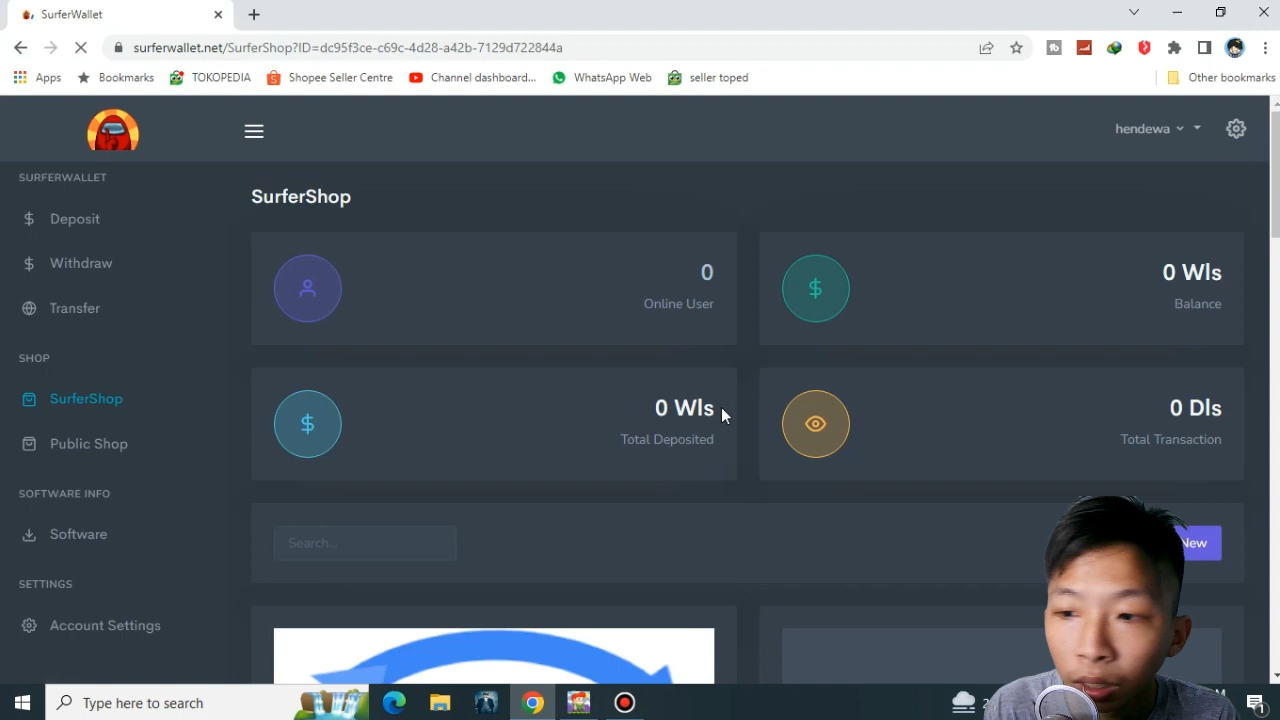 SurferWallet
surferwallet.net/SurferShop?ID=dc95f3ce-c69c-4d28-a42b-7129d722844a
Apps
Bookmarks
TOKOPEDIA
Shopee Seller Centre
Channel dashboard...
WhatsApp Web
seller toped
Other bookmarks
hendewa
SURFERWALLET
Deposit
Withdraw
Transfer
SHOP
SurferShop
Public Shop
SOFTWARE INFO
Software
SETTINGS
Account Settings
SurferShop
0
Online User
0 Wls
Balance
0 Wls
Total Deposited
0 Dls
Total Transaction
Search...
New
Type here to search
1